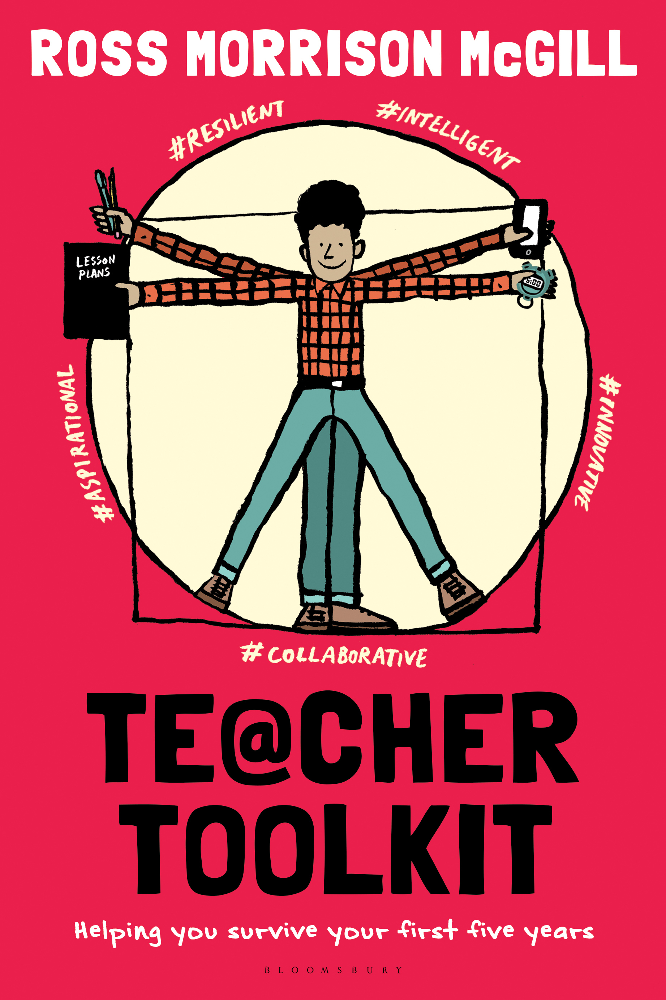 ROSS MORRISON McGILL
#RESILIENT
#INTELLIGENT
LESSON
PLANS
5:00
#ASPIRATIONAL
#INNOVATIVE
#COLLABORATIVE
TE@CHER
TOOLKIT
Helping you survive your first five years
BLOOMSBURY